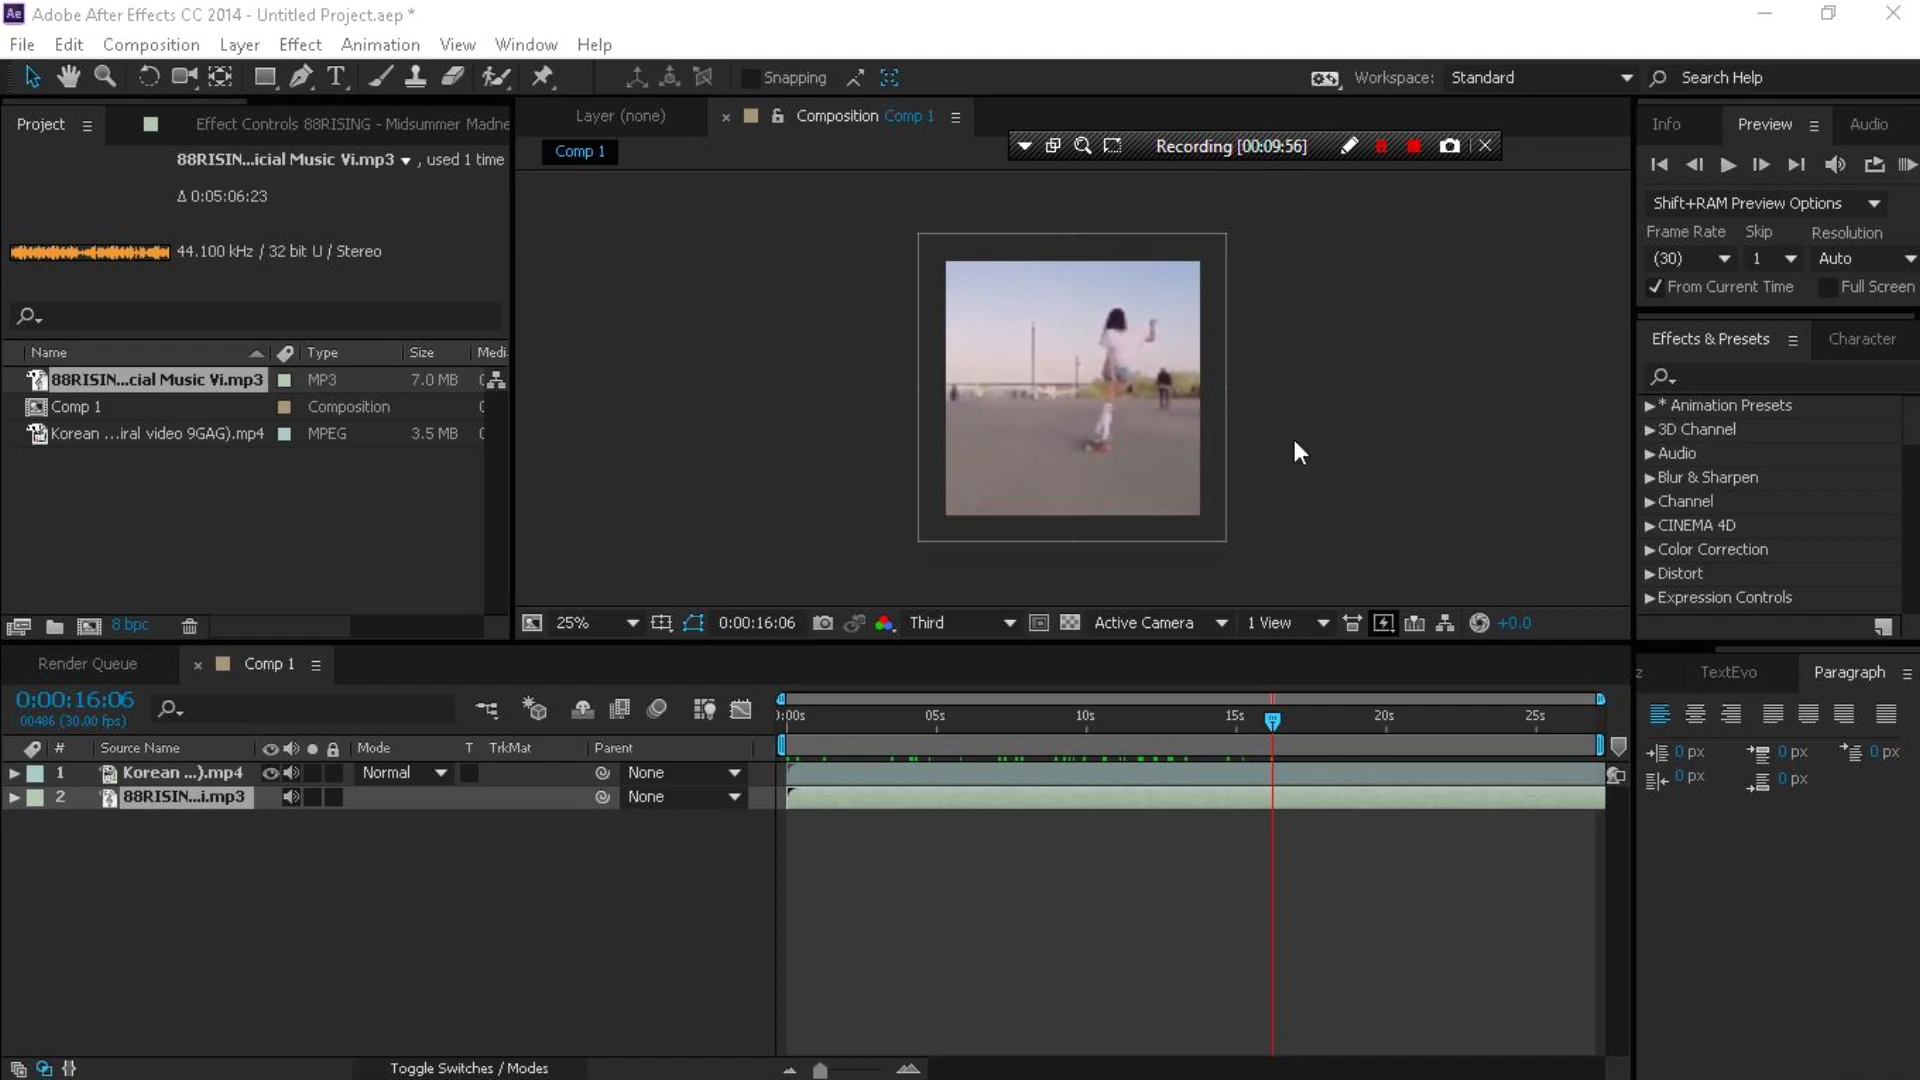 Ae Adobe After Effects CC 2014 - Untitled Project.aep *
File Edit Composition Layer Effect Animation View Window Help
Snapping Workspace: Standard Search Help
Project Effect Controls 88RISING - Midsummer Madne
88RISIN...icial Music Vi.mp3 , used 1 time
Δ 0:05:06:23
44.100 kHz / 32 bit U / Stereo
Name Type Size Medi
88RISIN...cial Music Vi.mp3 MP3 7.0 MB
Comp 1 Composition
Korean ...iral video 9GAG).mp4 MPEG 3.5 MB
8 bpc
Layer (none) Composition Comp 1
Comp 1
Recording [00:09:56]
25% 0:00:16:06 Third Active Camera 1 View +0.0
Info Preview Audio
Shift+RAM Preview Options
Frame Rate Skip Resolution
(30) 1 Auto
From Current Time Full Screen
Effects & Presets Character
* Animation Presets
3D Channel
Audio
Blur & Sharpen
Channel
CINEMA 4D
Color Correction
Distort
Expression Controls
Render Queue Comp 1
0:00:16:06
00486 (30.00 fps)
):00s 05s 10s 15s 20s 25s
# Source Name Mode T TrkMat Parent
1 Korean ...).mp4 Normal None
2 88RISIN...i.mp3 None
Toggle Switches / Modes
z TextEvo Paragraph
0 px 0 px 0 px
0 px 0 px